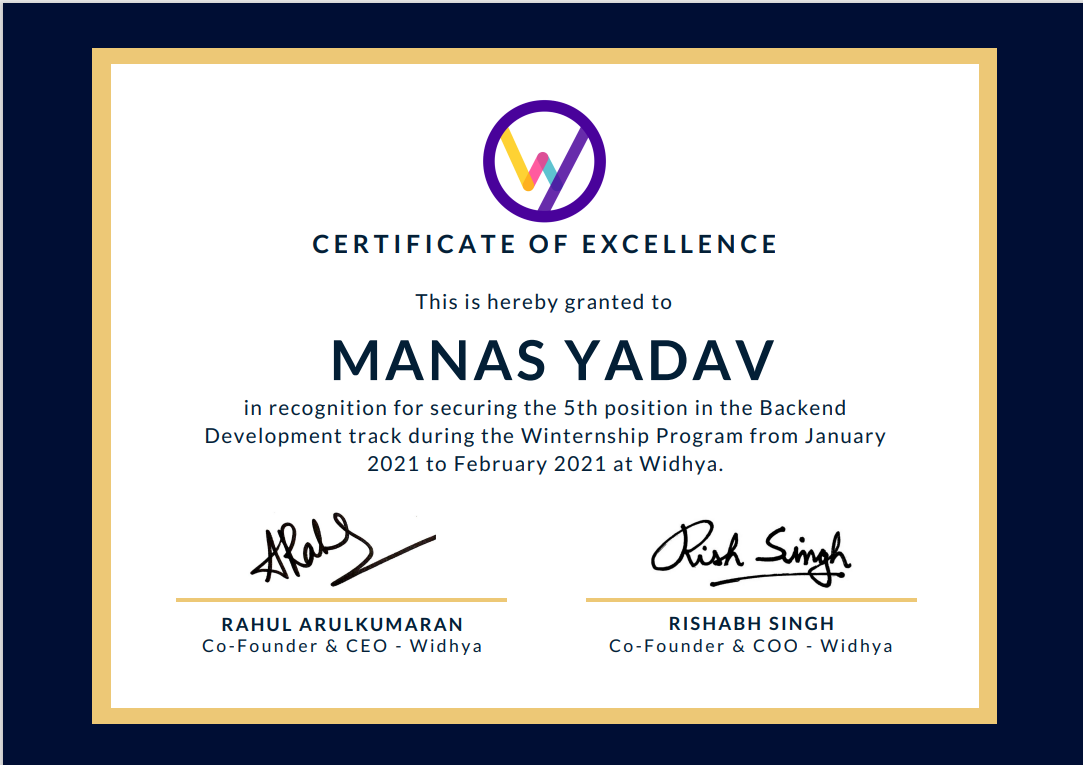 CERTIFICATE OF EXCELLENCE
This is hereby granted to
MANAS YADAV
in recognition for securing the 5th position in the Backend
Development track during the Winternship Program from January
2021 to February 2021 at Widhya.
Rish Singh
RAHUL ARULKUMARAN
Co-Founder & CEO - Widhya
RISHABH SINGH
Co-Founder & COO - Widhya